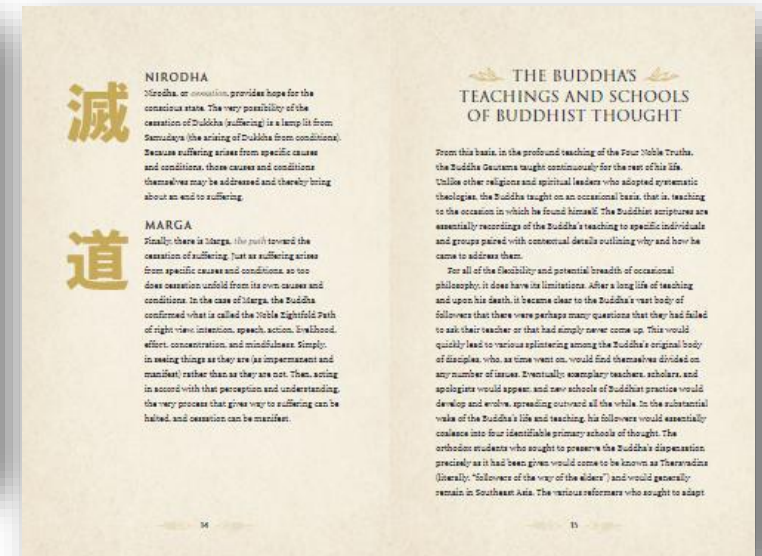 滅
NIRODHA
Nirodha, or cessation, provides hope for the
conscious state. The very possibility of the
cessation of Dukkha (suffering) is a lamp lit from
Samudaya (the arising of Dukkha from conditions).
Because suffering arises from specific causes
and conditions, those causes and conditions
themselves may be addressed and thereby bring
about an end to suffering.
道
MARGA
Finally, there is Marga, the path toward the
cessation of suffering. Just as suffering arises
from specific causes and conditions, so too
does cessation unfold from its own causes and
conditions. In the case of Marga, the Buddha
confirmed what is called the Noble Eightfold Path
of right view, intention, speech, action, livelihood,
effort, concentration, and mindfulness. Simply,
in seeing things as they are (as impermanent and
manifest) rather than as they are not. Then, acting
in accord with that perception and understanding,
the very process that gives way to suffering can be
halted, and cessation can be manifest.
14
THE BUDDHA'S
TEACHINGS AND SCHOOLS
OF BUDDHIST THOUGHT
From this basis, in the profound teaching of the Four Noble Truths,
the Buddha Gautama taught continuously for the rest of his life.
Unlike other religions and spiritual leaders who adopted systematic
theologies, the Buddha taught on an occasional basis, that is, teaching
to the occasion in which he found himself. The Buddhist scriptures are
essentially recordings of the Buddha's teaching to specific individuals
and groups paired with contextual details outlining why and how he
came to address them.
For all of the flexibility and potential breadth of occasional
philosophy, it does have its limitations. After a long life of teaching
and upon his death, it became clear to the Buddha's vast body of
followers that there were perhaps many questions that they had failed
to ask their teacher or that had simply never come up. This would
quickly lead to various splintering among the Buddha's original body
of disciples, who, as time went on, would find themselves divided on
any number of issues. Eventually, exemplary teachers, scholars, and
apologists would appear, and new schools of Buddhist practice would
develop and evolve, spreading outward all the while. In the substantial
wake of the Buddha's life and teaching, his followers would essentially
coalesce into four identifiable primary schools of thought. The
orthodox students who sought to preserve the Buddha's dispensation
precisely as it had been given would come to be known as Theravadins
(literally, "followers of the way of the elders") and would generally
remain in Southeast Asia. The various reformers who sought to adapt
15